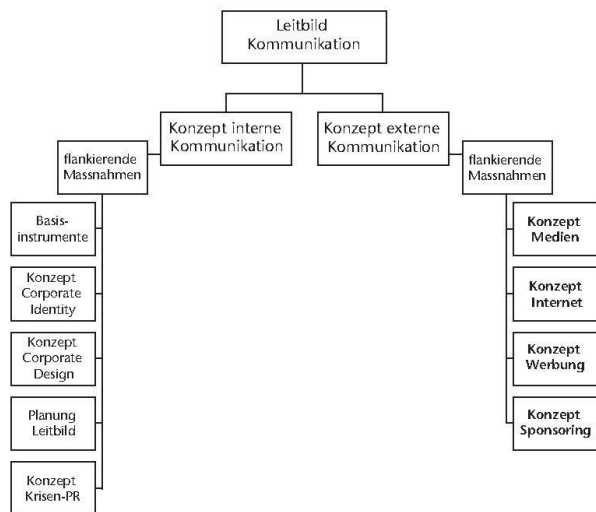 Leitbild
Kommunikation
Konzept interne
Kommunikation
Konzept externe
Kommunikation
flankierende
Massnahmen
flankierende
Massnahmen
Basis-
instrumente
Konzept
Corporate
Identity
Konzept
Corporate
Design
Planung
Leitbild
Konzept
Krisen-PR
Konzept
Medien
Konzept
Internet
Konzept
Werbung
Konzept
Sponsoring